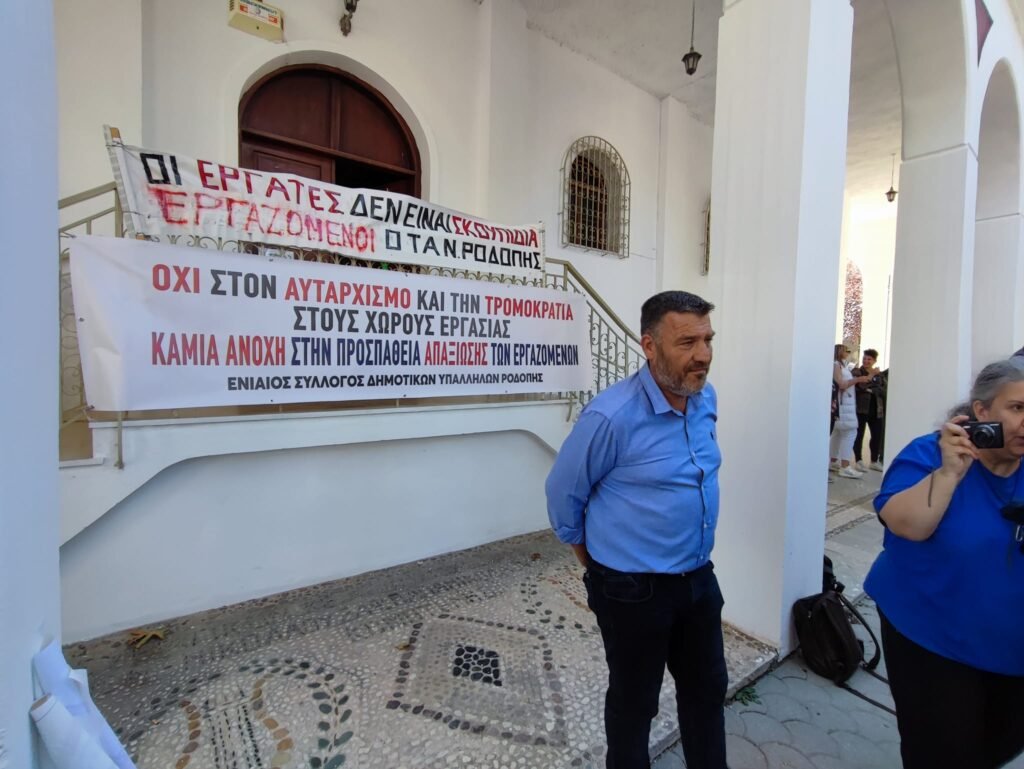 ΟΙ ΕΡΓΑΤΕΣ ΔΕΝ ΕΙΝΑΙ ΣΚΟΥΠΙΔΙΑ
ΕΡΓΑΖΟΜΕΝΟΙ ΟΤΑ Ν. ΡΟΔΟΠΗΣ
ΟΧΙ ΣΤΟΝ ΑΥΤΑΡΧΙΣΜΟ ΚΑΙ ΤΗΝ ΤΡΟΜΟΚΡΑΤΙΑ
ΣΤΟΥΣ ΧΩΡΟΥΣ ΕΡΓΑΣΙΑΣ
ΚΑΜΙΑ ΑΝΟΧΗ ΣΤΗΝ ΠΡΟΣΠΑΘΕΙΑ ΑΠΑΞΙΩΣΗΣ ΤΩΝ ΕΡΓΑΖΟΜΕΝΩΝ
ΕΝΙΑΙΟΣ ΣΥΛΛΟΓΟΣ ΔΗΜΟΤΙΚΩΝ ΥΠΑΛΛΗΛΩΝ ΡΟΔΟΠΗΣ